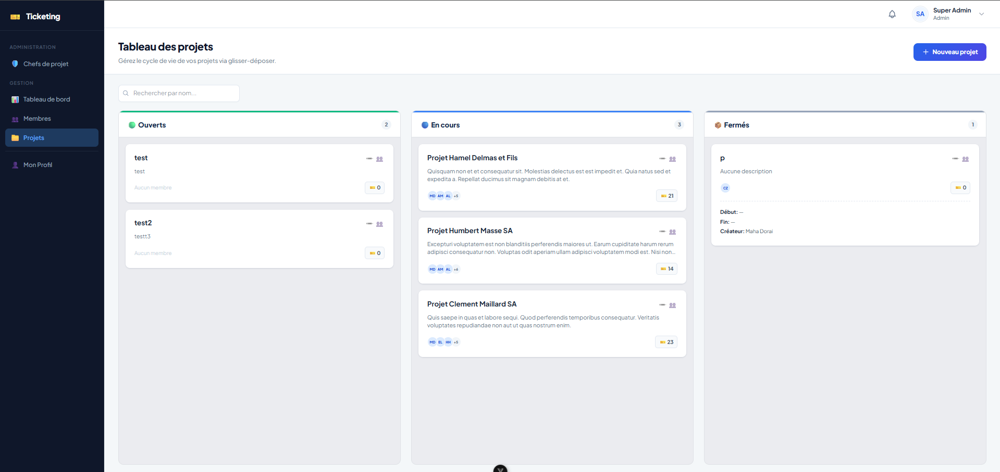 Ticketing
SA
Super Admin
Admin
ADMINISTRATION
Chefs de projet
GESTION
Tableau de bord
Membres
Projets
Mon Profil
Tableau des projets
Gérez le cycle de vie de vos projets via glisser-déposer.
+ Nouveau projet
Rechercher par nom...
Ouverts
2
test
test
Aucun membre
0
test2
testt3
Aucun membre
0
En cours
3
Projet Hamel Delmas et Fils
Quisquam non et et consequatur sit. Molestias delectus est est impedit et. Quia natus sed et
expedita a. Repellat ducimus sit magnam debitis at et.
MD AM AL +5
21
Projet Humbert Masse SA
Excepturi voluptatem est non blanditiis perferendis maiores ut. Earum cupiditate harum rerum
adipisci consequatur non. Voluptas odit aperiam ullam adipisci voluptatem modi est. Nisi non...
MD AM AL +6
14
Projet Clement Maillard SA
Quis saepe in quas et labore sequi. Quod perferendis temporibus consequatur. Veritatis
voluptates repudiandae non aut ut quas nostrum enim.
MD EL HH +5
23
Fermés
1
p
Aucune description
CZ
0
Début: —
Fin: —
Créateur: Maha Dorai